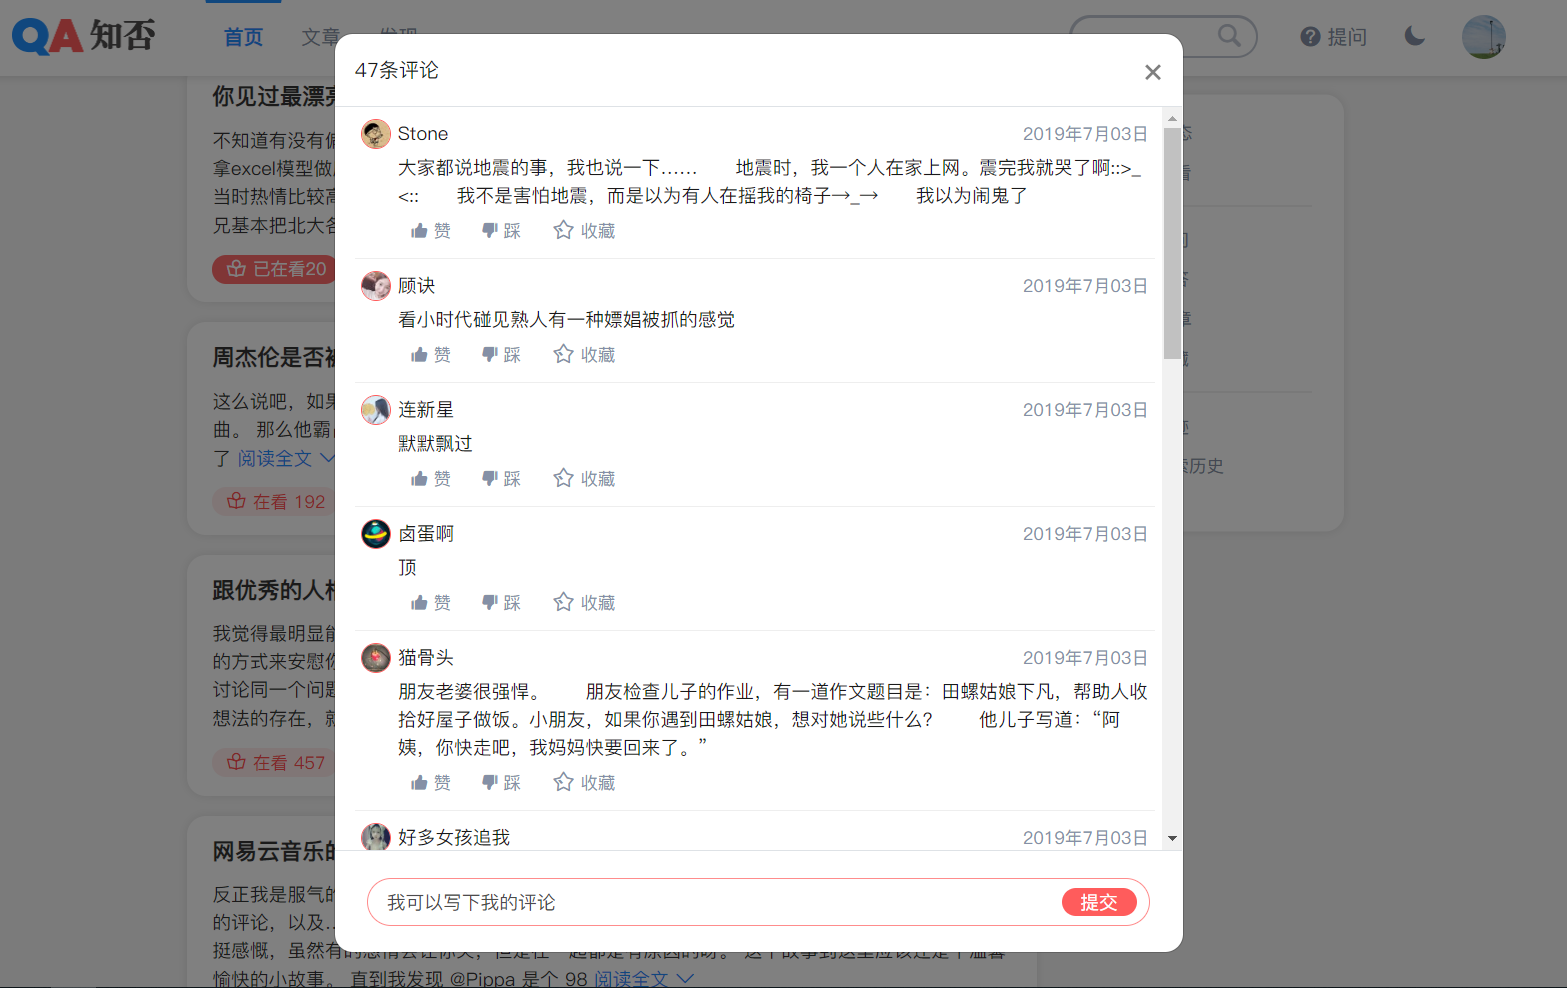 QA 知否
首页
文章
发现
提问
47条评论
你见过最漂亮
不知道有没有
拿excel模型做
当时热情比较高
兄基本把北大各
已在看20
周杰伦是否被
这么说吧，如果
曲。 那么他霸
了 阅读全文
在看 192
跟优秀的人相
我觉得最明显
的方式来安慰你
讨论同一个问题
想法的存在，就
在看 457
网易云音乐的
反正我是服气的
的评论，以及…
挺感慨，虽然有的
愉快的小故事。 直到我发现 @Pippa 是个 98 阅读全文
Stone
2019年7月03日
大家都说地震的事，我也说一下……　　地震时，我一个人在家上网。震完我就哭了啊::>_
<::　　我不是害怕地震，而是以为有人在摇我的椅子→_→　　我以为闹鬼了
赞 踩 收藏
顾诀
2019年7月03日
看小时代碰见熟人有一种嫖娼被抓的感觉
赞 踩 收藏
连新星
2019年7月03日
默默飘过
赞 踩 收藏
卤蛋啊
2019年7月03日
顶
赞 踩 收藏
猫骨头
2019年7月03日
朋友老婆很强悍。　　朋友检查儿子的作业，有一道作文题目是：田螺姑娘下凡，帮助人收
拾好屋子做饭。小朋友，如果你遇到田螺姑娘，想对她说些什么？　　他儿子写道：“阿
姨，你快走吧，我妈妈快要回来了。”
赞 踩 收藏
好多女孩追我
2019年7月03日
我可以写下我的评论
提交
索历史